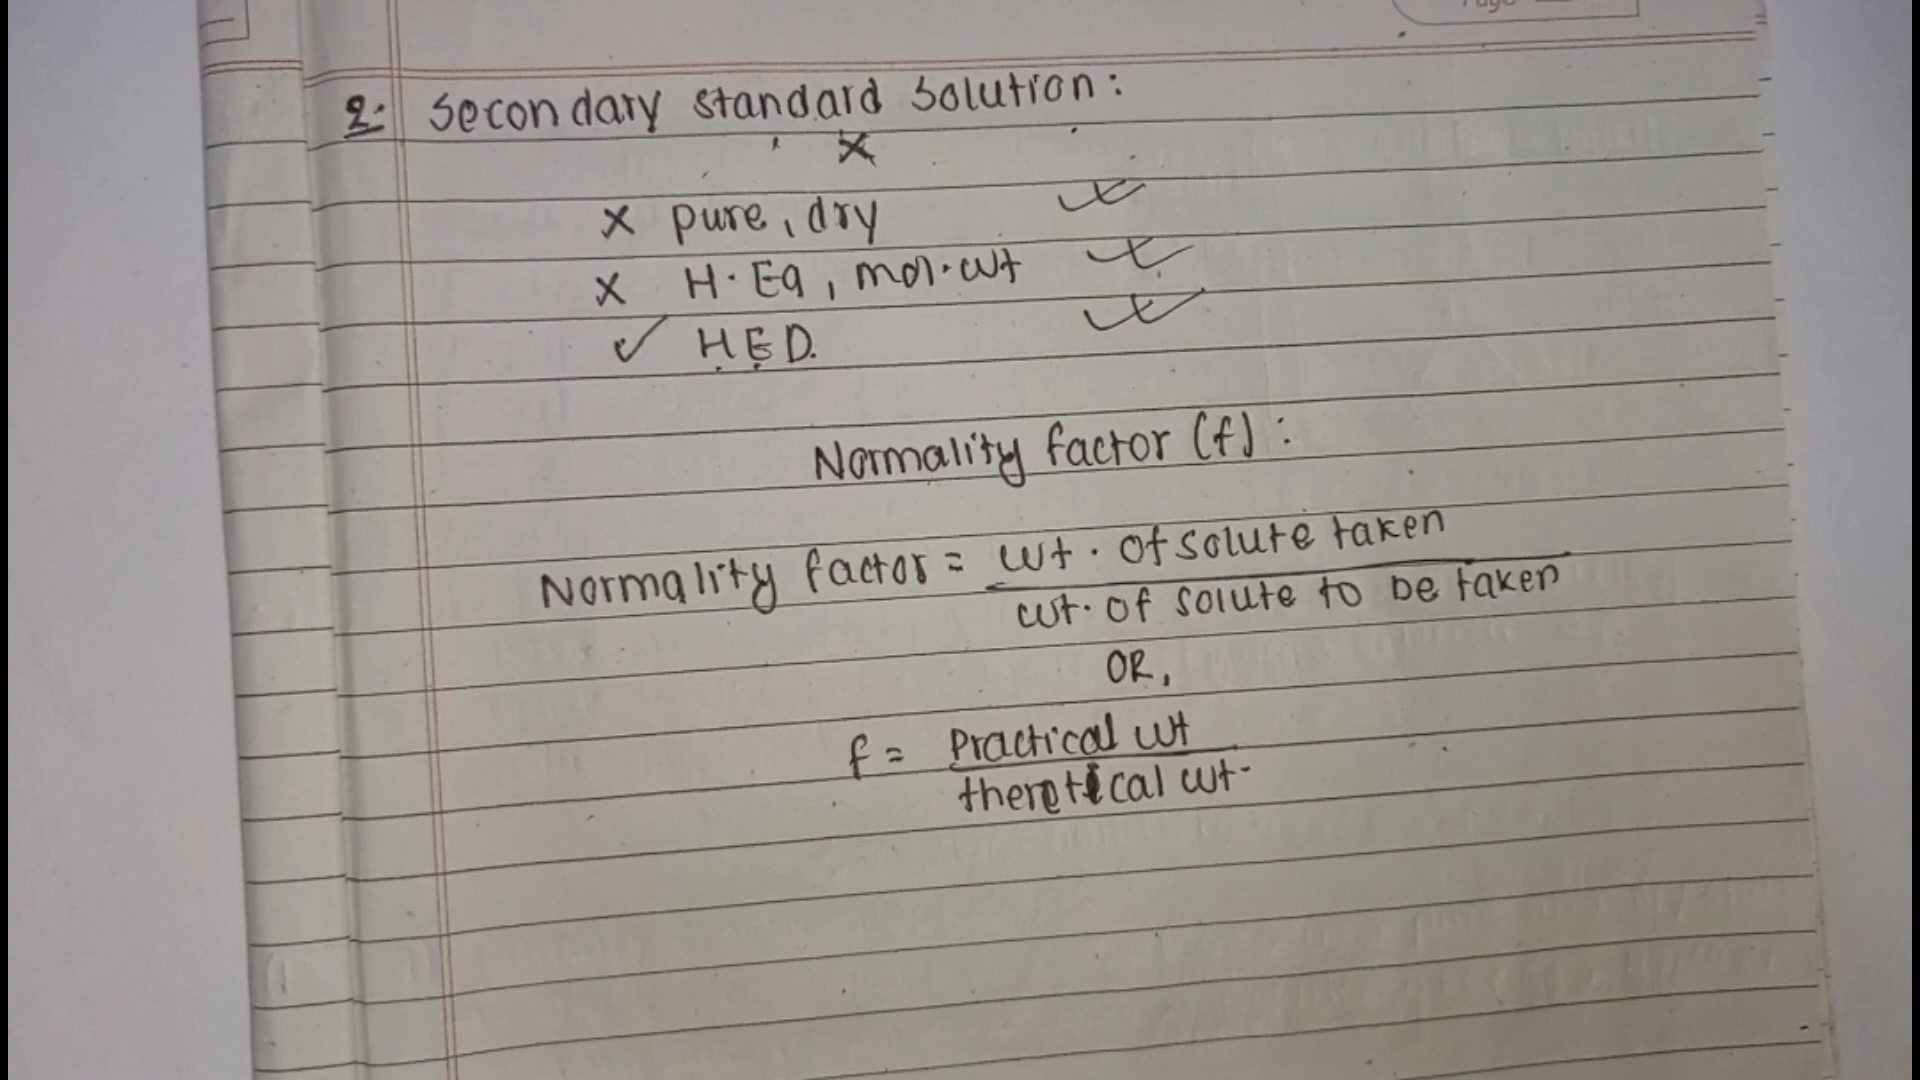 2. Secondary standard solution:
x
x pure, dry
x H.Eq, mol.wt
✓ HED.
Normality factor (f):
Normality factor = wt. of solute taken
wt. of solute to be taken
OR,
f = Practical wt
theretical wt.